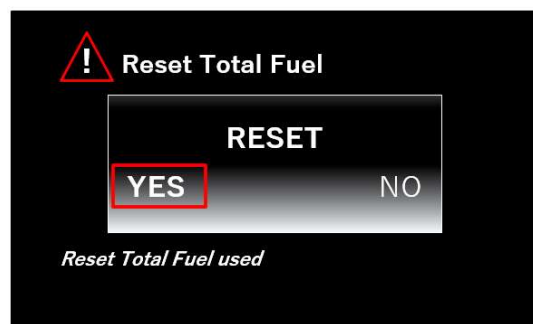 ! Reset Total Fuel
RESET
YES NO
Reset Total Fuel used